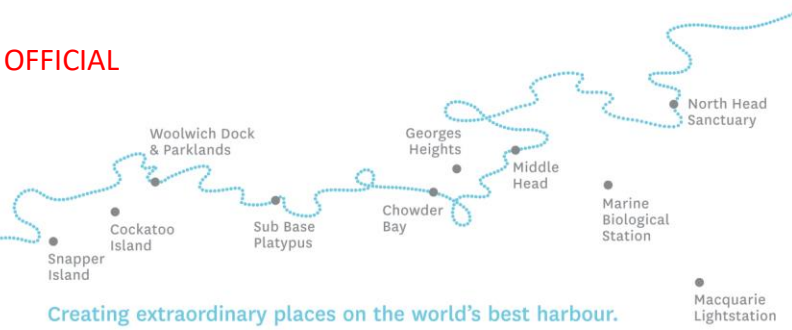 OFFICIAL
North Head
Sanctuary
Woolwich Dock
& Parklands
Georges
Heights
Middle
Head
Marine
Biological
Station
Chowder
Bay
Sub Base
Platypus
Cockatoo
Island
Snapper
Island
Macquarie
Lightstation
Creating extraordinary places on the world's best harbour.